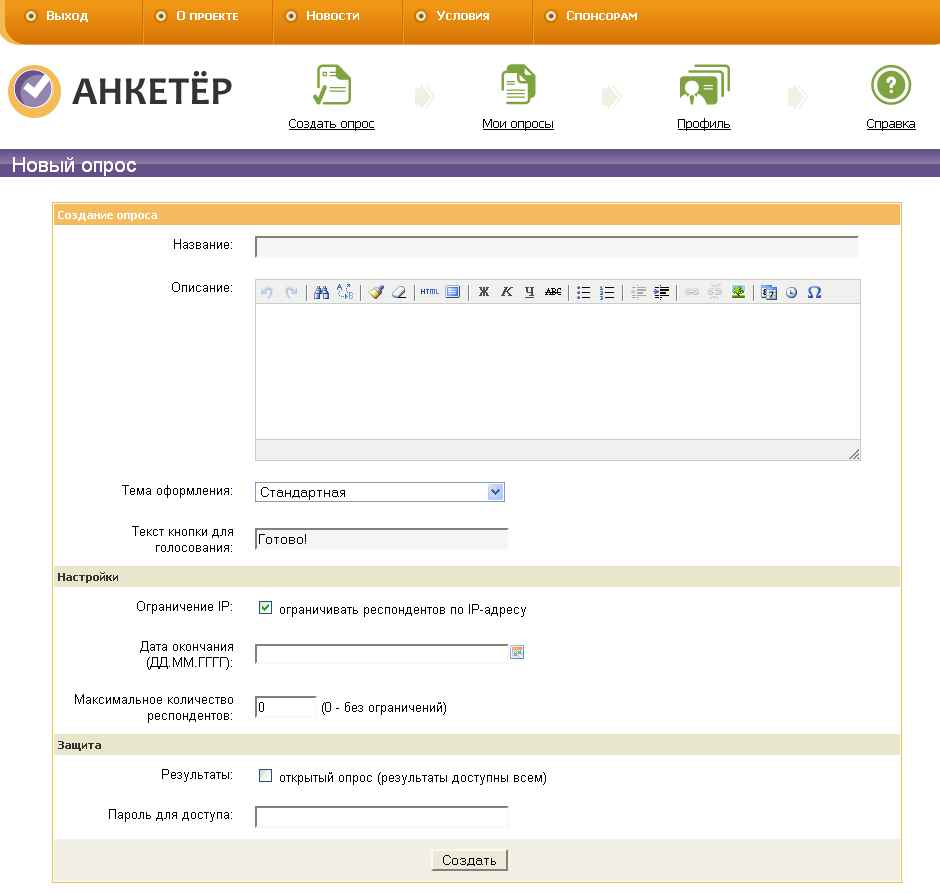 Выход
О проекте
Новости
Условия
Спонсорам
АНКЕТЁР
Создать опрос
Мои опросы
Профиль
?
Справка
Новый опрос
Создание опроса
Название:
Описание:
HTML
Ж К Ч ABC
Ω
Тема оформления:
Стандартная
Текст кнопки для
голосования:
Готово!
Настройки
Ограничение IP:
ограничивать респондентов по IP-адресу
Дата окончания
(ДД.ММ.ГГГГ):
Максимальное количество
респондентов:
0
(0 - без ограничений)
Защита
Результаты:
открытый опрос (результаты доступны всем)
Пароль для доступа:
Создать